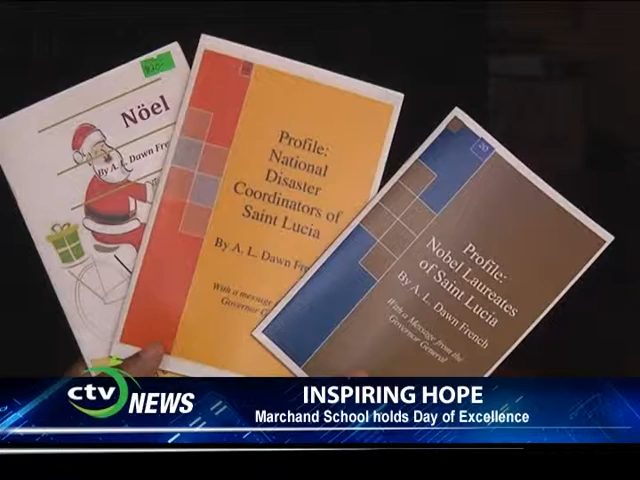 Nöel
By A. L. Dawn
Profile:
National
Disaster
Coordinators of
Saint Lucia
By A. L. Dawn
With a message
Governor
20
Profile:
Nobel Laureates
of Saint Lucia
By A. L. Dawn French
With a Message from the
Governor General
ctv NEWS
INSPIRING HOPE
Marchand School holds Day of Excellence